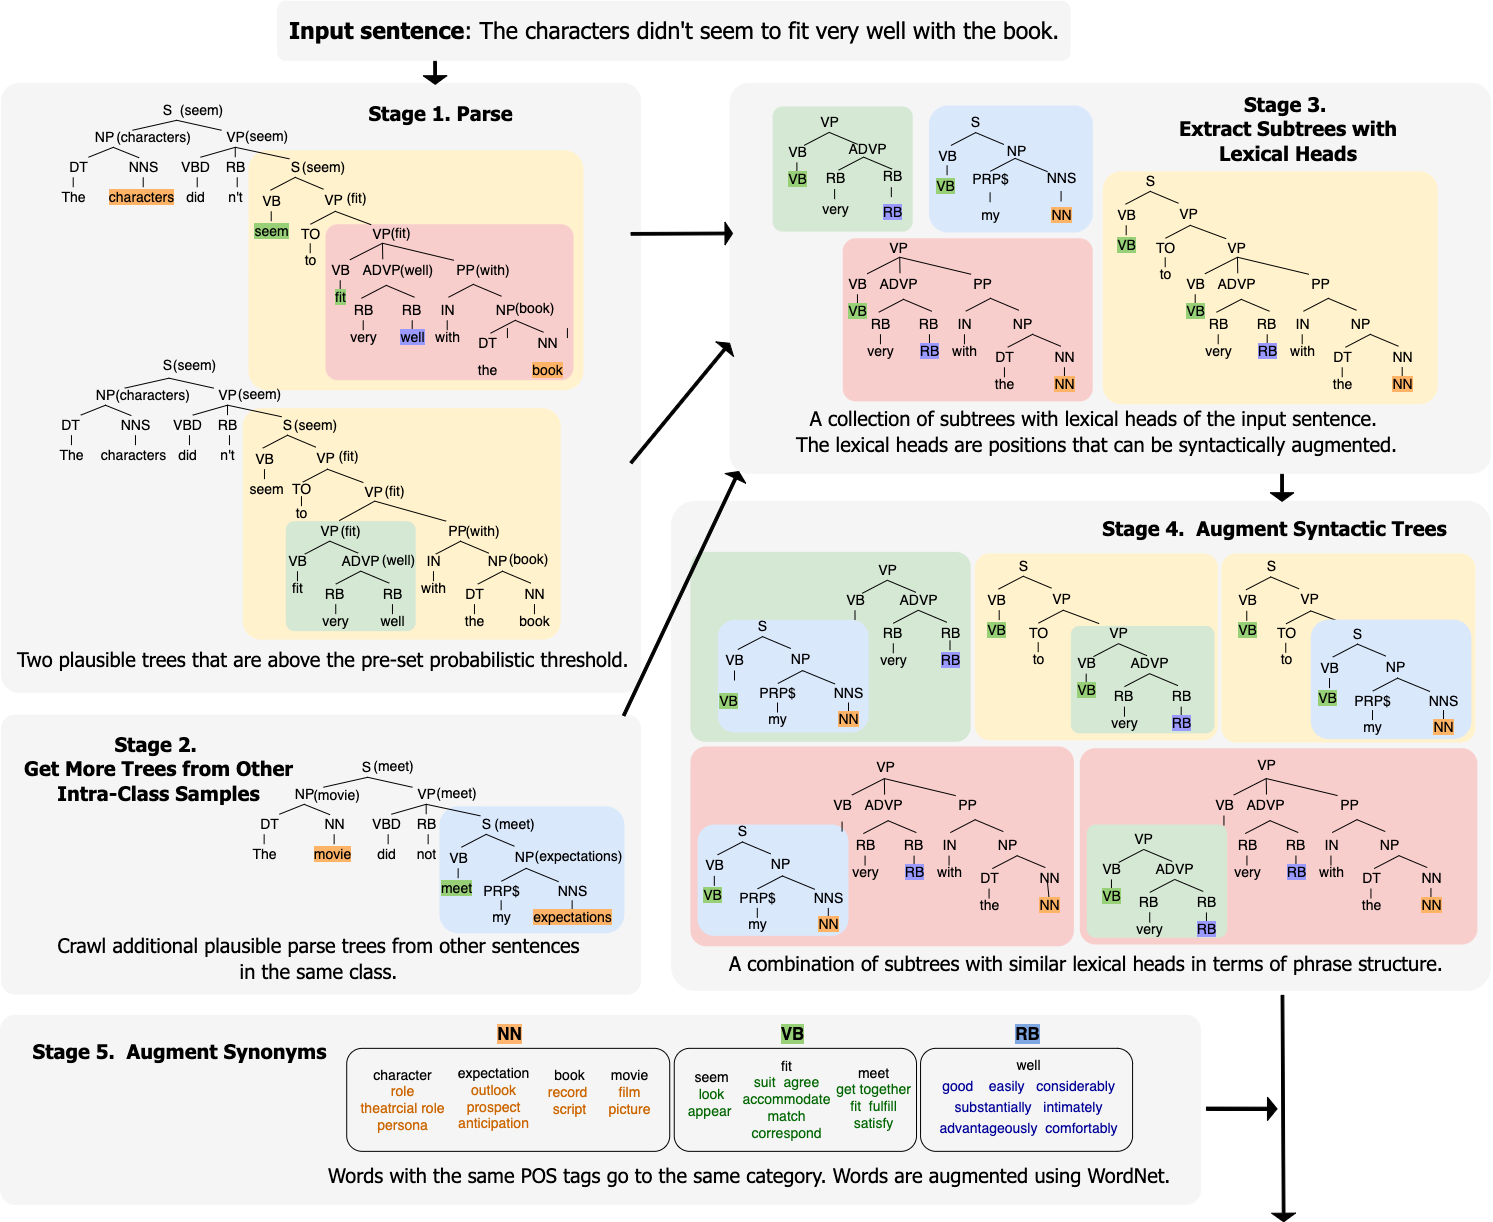 Input sentence: The characters didn't seem to fit very well with the book.
Stage 1. Parse
S (seem)
NP(characters) VP(seem)
DT NNS VBD RB S(seem)
The characters did n't
VB VP (fit)
seem TO VP(fit)
to
VB ADVP(well) PP(with)
fit
RB RB IN NP(book)
very well with DT NN
the book
S(seem)
NP(characters) VP(seem)
DT NNS VBD RB S(seem)
The characters did n't
VB VP (fit)
seem TO VP(fit)
to
VP(fit) PP(with)
VB ADVP(well) IN NP(book)
fit with
RB RB DT NN
very well the book
Two plausible trees that are above the pre-set probabilistic threshold.
Stage 2.
Get More Trees from Other
Intra-Class Samples
S(meet)
NP(movie) VP(meet)
DT NN VBD RB S(meet)
The movie did not
VB NP(expectations)
meet PRP$ NNS
my expectations
Crawl additional plausible parse trees from other sentences
in the same class.
Stage 3.
Extract Subtrees with
Lexical Heads
VP
VB ADVP
VB RB RB
very RB
S
VB NP
VB PRP$ NNS
my NN
VP
VB ADVP PP
VB
RB RB IN NP
very RB with
DT NN
the NN
S
VB VP
VB TO VP
to
VB ADVP PP
VB
RB RB IN NP
very RB with
DT NN
the NN
A collection of subtrees with lexical heads of the input sentence.
The lexical heads are positions that can be syntactically augmented.
Stage 4. Augment Syntactic Trees
VP
VB ADVP
RB RB
very RB
S
VB NP
VB PRP$ NNS
my NN
S
VB VP
VB TO VP
to
VB ADVP
VB RB RB
very RB
S
VB VP
VB TO S
to
VB NP
VB PRP$ NNS
my NN
VP
VB ADVP PP
RB RB IN NP
very RB with
DT NN
the NN
S
VB NP
VB PRP$ NNS
my NN
VP
VB ADVP PP
RB RB IN NP
very RB with
DT NN
the NN
VP
VB ADVP
VB RB RB
very RB
A combination of subtrees with similar lexical heads in terms of phrase structure.
Stage 5. Augment Synonyms
NN
character expectation book movie
role outlook record film
theatrcial role prospect script picture
persona anticipation
VB
seem fit meet
look suit agree get together
appear accommodate fit fulfill
match satisfy
correspond
RB
well
good easily considerably
substantially intimately
advantageously comfortably
Words with the same POS tags go to the same category. Words are augmented using WordNet.